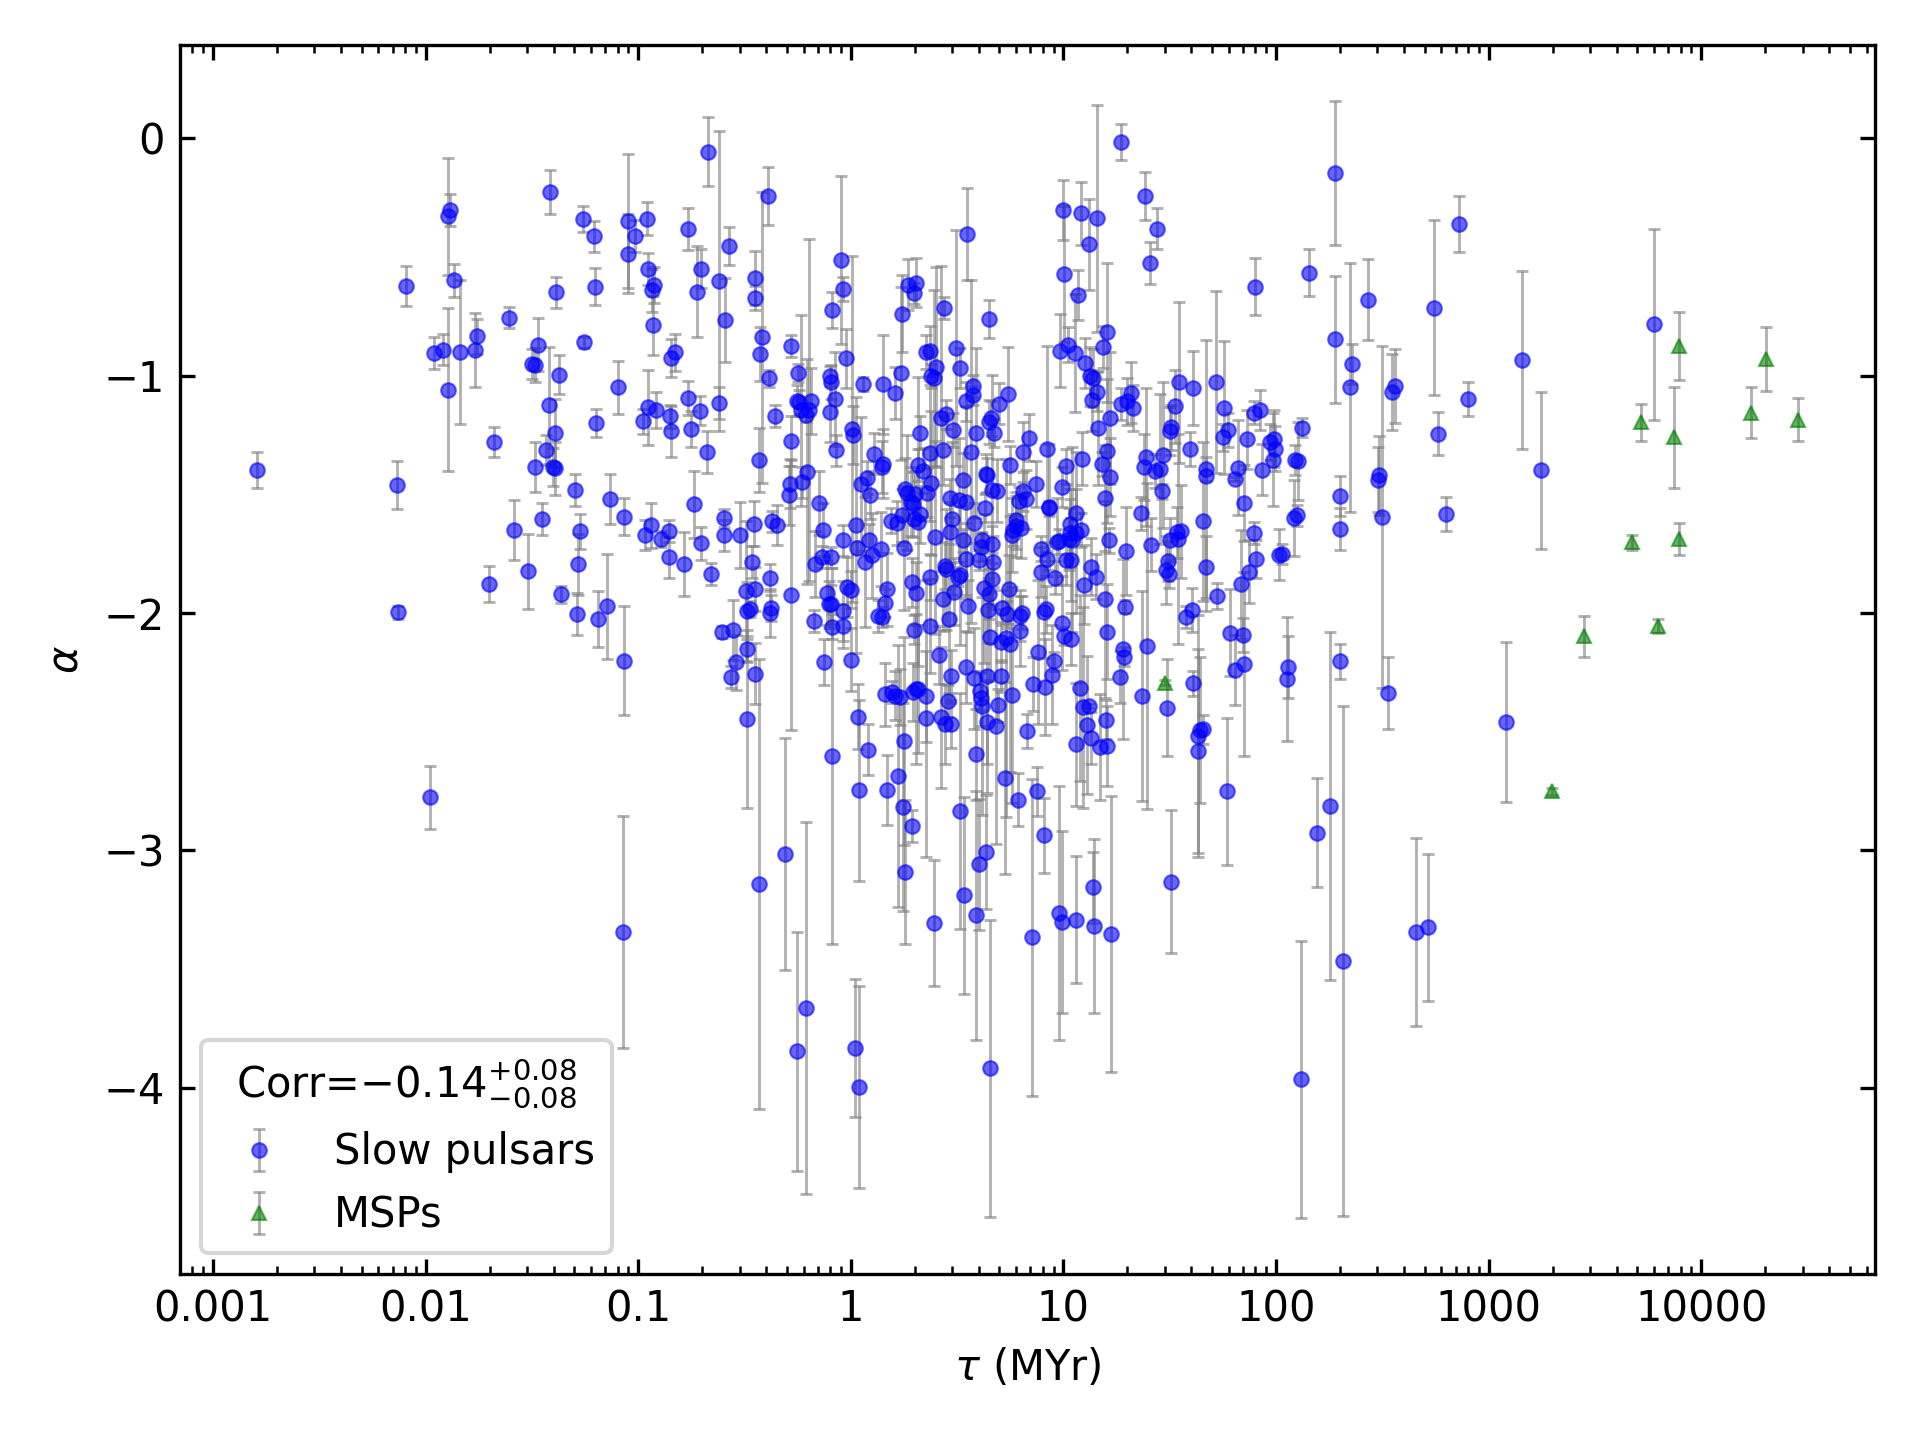 0
−1
−2
−3
−4
α
Corr=−0.14 +0.08 −0.08
Slow pulsars
MSPs
0.001 0.01 0.1 1 10 100 1000 10000
τ (MYr)